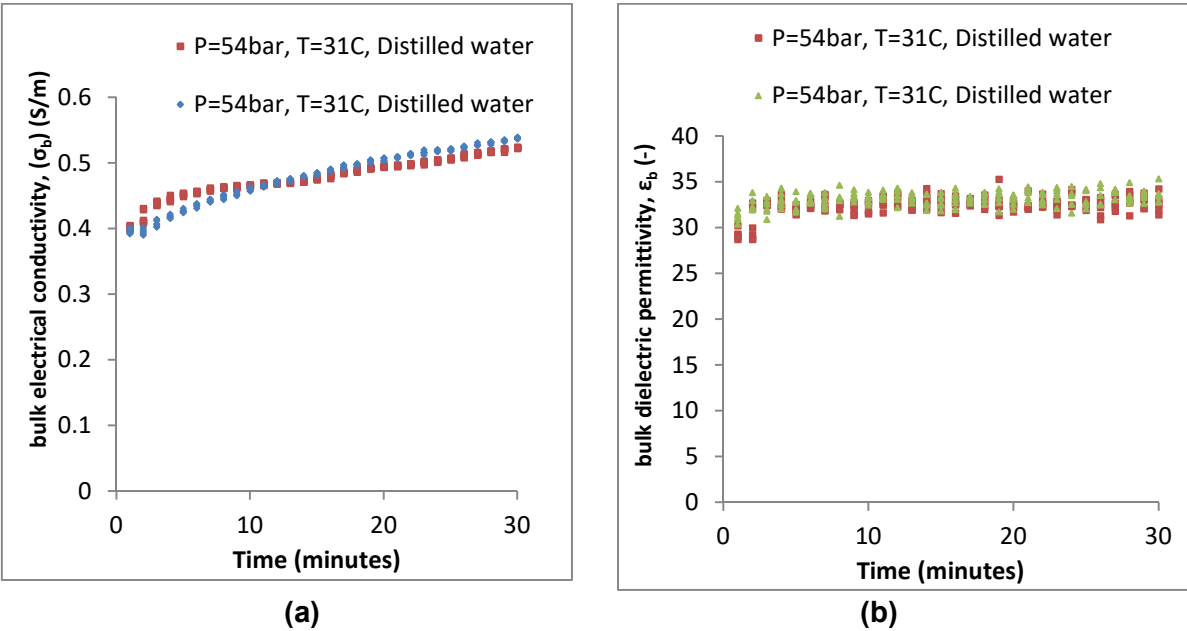 P=54bar, T=31C, Distilled water
P=54bar, T=31C, Distilled water
bulk electrical conductivity, (σb) (S/m)
0.6
0.5
0.4
0.3
0.2
0.1
0
0 10 20 30
Time (minutes)
(a)
P=54bar, T=31C, Distilled water
P=54bar, T=31C, Distilled water
bulk dielectric permittivity, εb (-)
40
35
30
25
20
15
10
5
0
0 10 20 30
Time (minutes)
(b)